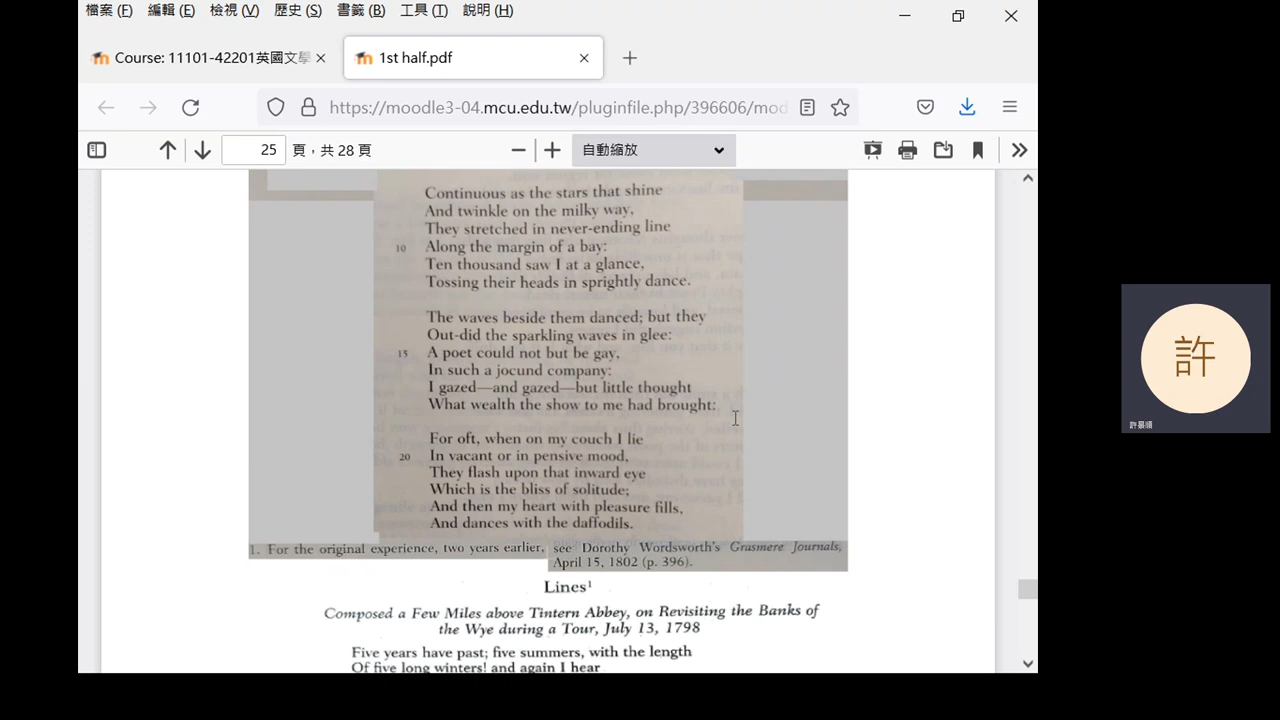 檔案 (F) 編輯 (E) 檢視 (V) 歷史 (S) 書籤 (B) 工具 (T) 說明 (H)
Course: 11101-42201英國文學
1st half.pdf
https://moodle3-04.mcu.edu.tw/pluginfile.php/396606/mod
25 頁，共 28 頁
自動縮放
Continuous as the stars that shine
And twinkle on the milky way,
They stretched in never-ending line
10 Along the margin of a bay:
Ten thousand saw I at a glance,
Tossing their heads in sprightly dance.
The waves beside them danced; but they
Out-did the sparkling waves in glee:
15 A poet could not but be gay,
In such a jocund company:
I gazed—and gazed—but little thought
What wealth the show to me had brought:
For oft, when on my couch I lie
20 In vacant or in pensive mood,
They flash upon that inward eye
Which is the bliss of solitude;
And then my heart with pleasure fills,
And dances with the daffodils.
1. For the original experience, two years earlier, see Dorothy Wordsworth's Grasmere Journals,
April 15, 1802 (p. 396).
Lines¹
Composed a Few Miles above Tintern Abbey, on Revisiting the Banks of
the Wye during a Tour, July 13, 1798
Five years have past; five summers, with the length
Of five long winters! and again I hear
許
許景順